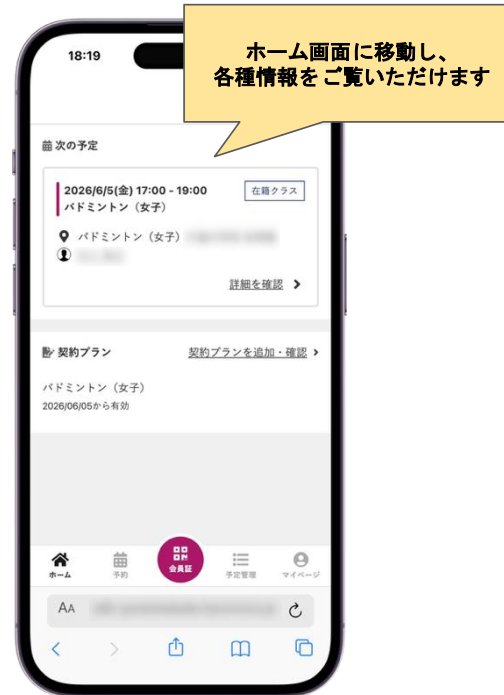 ホーム画面に移動し、
各種情報をご覧いただけます
18:19
次の予定
2026/6/5(金) 17:00 - 19:00
在籍クラス
バドミントン（女子）
バドミントン（女子）
詳細を確認
契約プラン
契約プランを追加・確認
バドミントン（女子）
2026/06/05から有効
ホーム
予約
会員証
予定管理
マイページ
AA